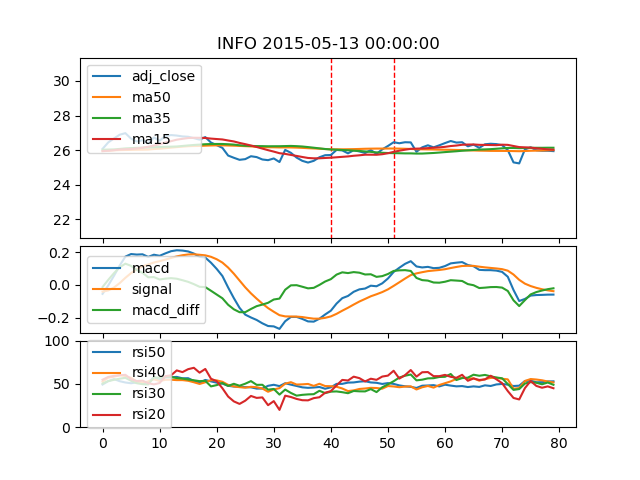 INFO 2015-05-13 00:00:00
30
28
26
24
22
adj_close
ma50
ma35
ma15
0.2
0.0
−0.2
macd
signal
macd_diff
100
50
0
rsi50
rsi40
rsi30
rsi20
0 10 20 30 40 50 60 70 80